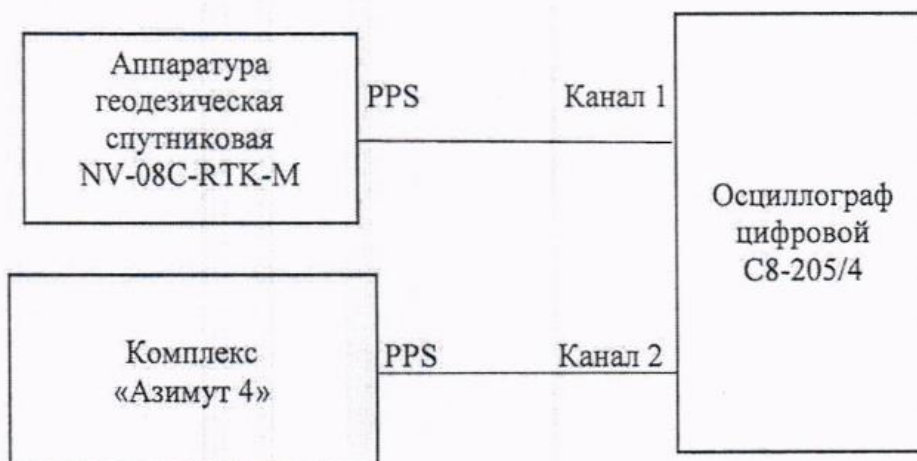 Аппаратура
геодезическая
спутниковая
NV-08C-RTK-M
PPS
Канал 1
Осциллограф
цифровой
С8-205/4
Комплекс
«Азимут 4»
PPS
Канал 2